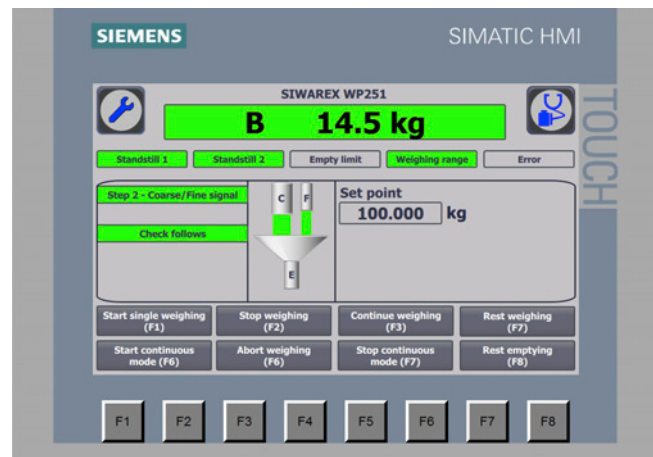 SIEMENS
SIMATIC HMI
TOUCH
SIWAREX WP251
B 14.5 kg
Standstill 1
Standstill 2
Empty limit
Weighing range
Error
Step 2 - Coarse/Fine signal
Check follows
C
F
E
Set point
100.000 kg
Start single weighing
(F1)
Stop weighing
(F2)
Continue weighing
(F3)
Rest weighing
(F7)
Start continuous
mode (F6)
Abort weighing
(F6)
Stop continuous
mode (F7)
Rest emptying
(F8)
F1
F2
F3
F4
F5
F6
F7
F8